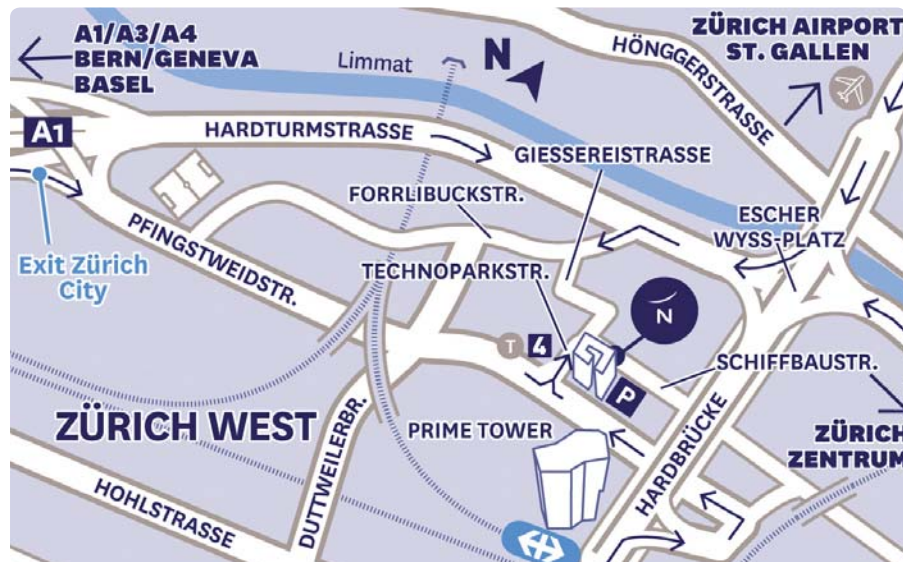 A1/A3/A4
BERN/GENEVA
BASEL
Limmat
N
HÖNGGERSTRASSE
ZÜRICH AIRPORT
ST. GALLEN
A1
HARDTURMSTRASSE
GIESSEREISTRASSE
FORRLIBUCKSTR.
ESCHER
WYSS-PLATZ
PFINGSTWEIDSTR.
Exit Zürich
City
TECHNOPARKSTR.
N
T 4
SCHIFFBAUSTR.
P
ZÜRICH WEST
PRIME TOWER
HARDBRÜCKE
ZÜRICH
ZENTRUM
DUTTWEILERBR.
HOHLSTRASSE